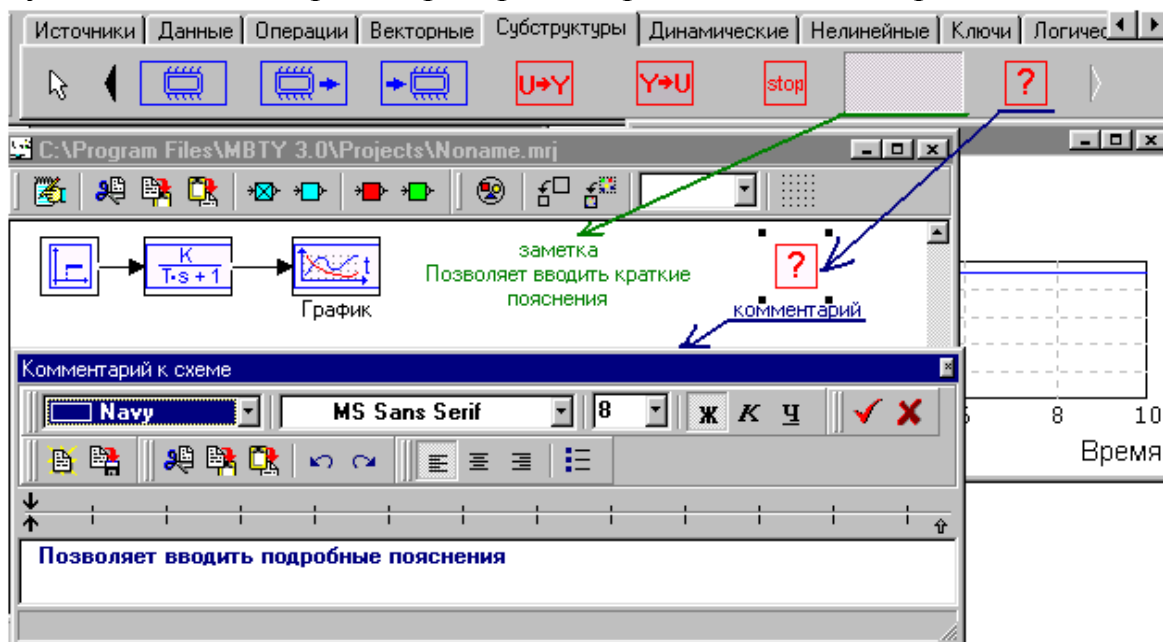 Источники Данные Операции Векторные Субструктуры Динамические Нелинейные Ключи Логичес
U→Y Y→U stop ?
C:\Program Files\MBTY 3.0\Projects\Noname.mrj
K
T·s + 1
t
График
заметка
Позволяет вводить краткие
пояснения
?
комментарий
8 10
Время
Комментарий к схеме
Navy MS Sans Serif 8 Ж К Ч
Позволяет вводить подробные пояснения